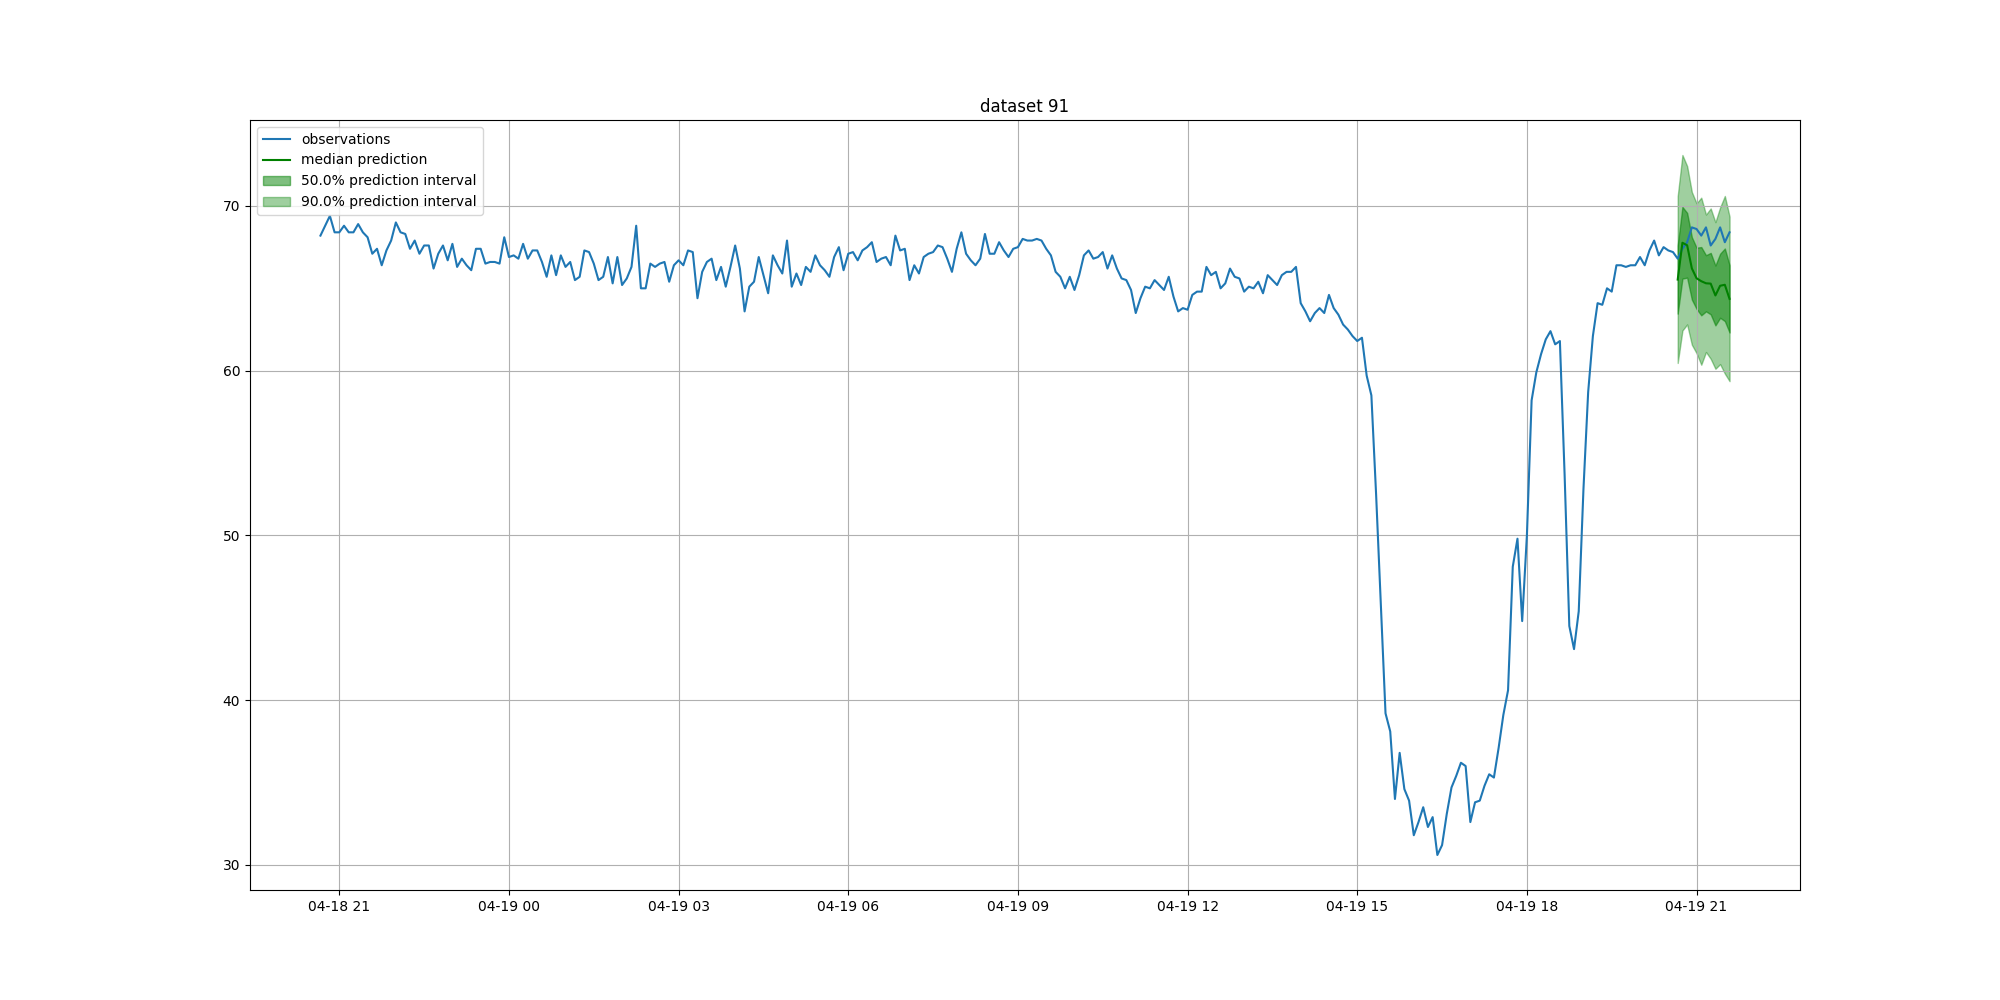 dataset 91
observations
median prediction
50.0% prediction interval
90.0% prediction interval
70
60
50
40
30
04-18 21
04-19 00
04-19 03
04-19 06
04-19 09
04-19 12
04-19 15
04-19 18
04-19 21